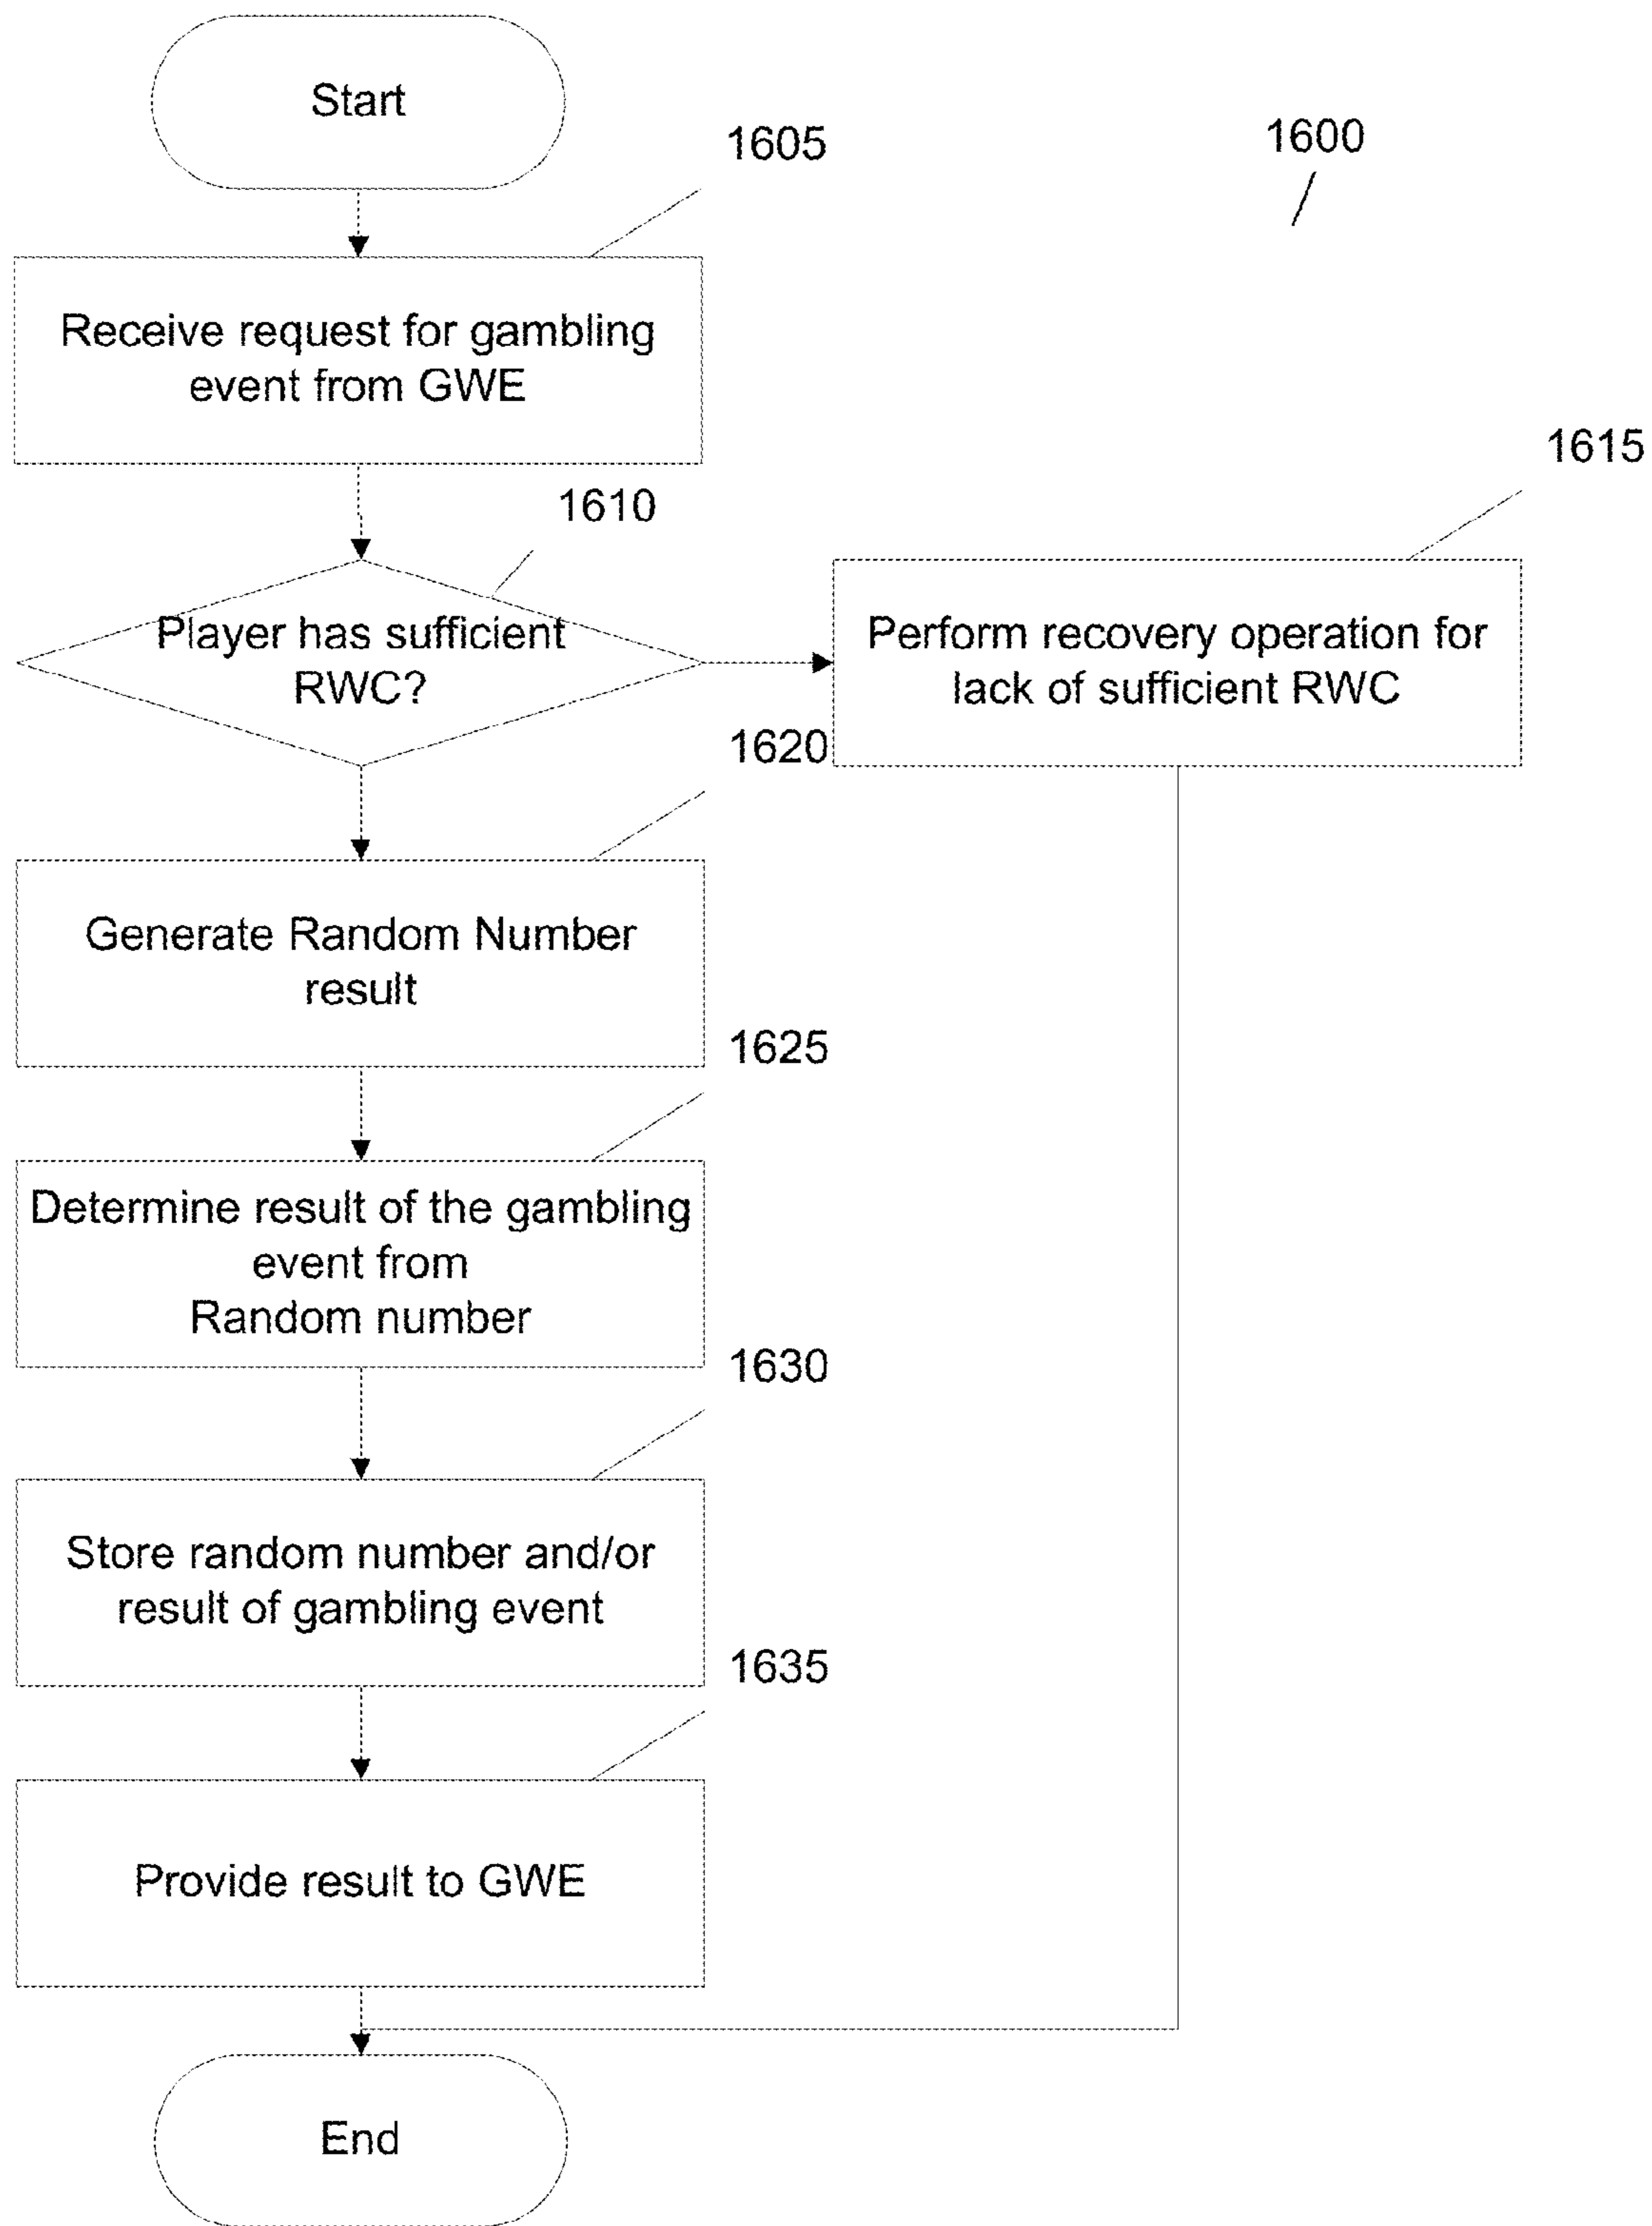 Start
1605
1600
Receive request for gambling
event from GWE
1615
1610
Player has sufficient
RWC?
Perform recovery operation for
lack of sufficient RWC
1620
Generate Random Number
result
1625
Determine result of the gambling
event from
Random number
1630
Store random number and/or
result of gambling event
1635
Provide result to GWE
End